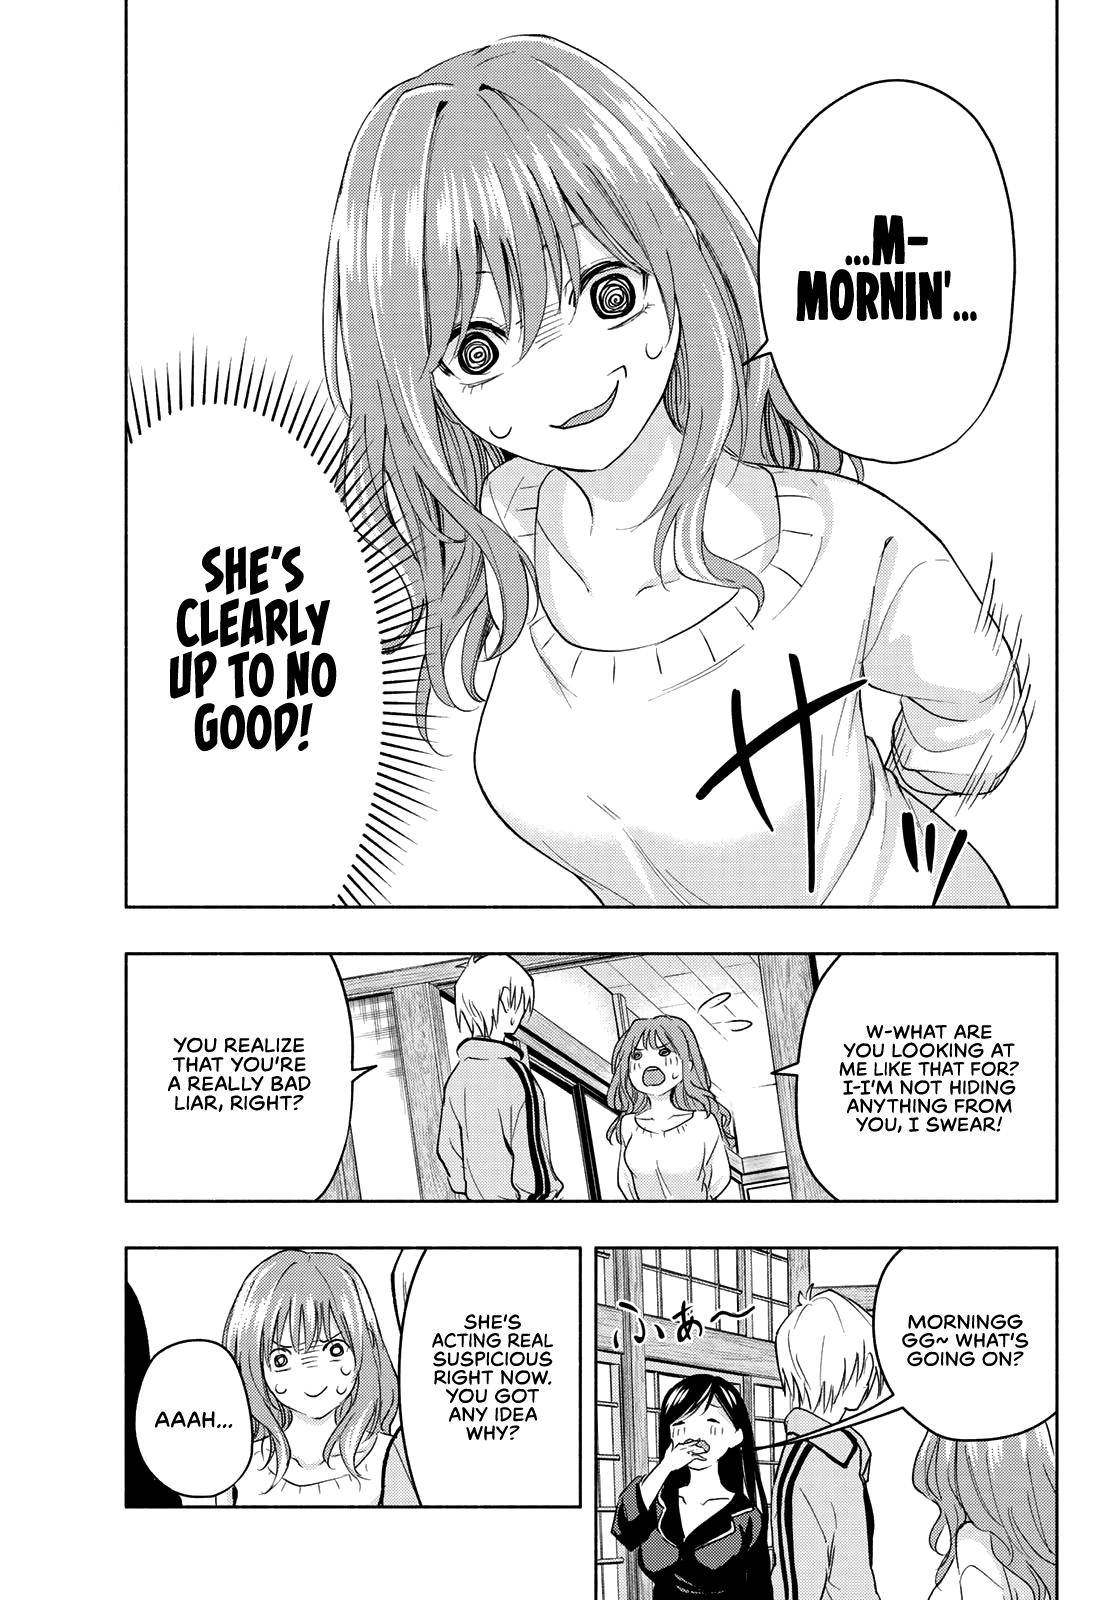 ...M-
MORNIN'...
サ
ッ
SHE'S
CLEARLY
UP TO NO
GOOD!
W-WHAT ARE
YOU LOOKING AT
ME LIKE THAT FOR?
I-I'M NOT HIDING
ANYTHING FROM
YOU, I SWEAR!
YOU REALIZE
THAT YOU'RE
A REALLY BAD
LIAR, RIGHT?
MORNINGG
GG~ WHAT'S
GOING ON?
ふぁ〜
SHE'S
ACTING REAL
SUSPICIOUS
RIGHT NOW.
YOU GOT
ANY IDEA
WHY?
AAAH...